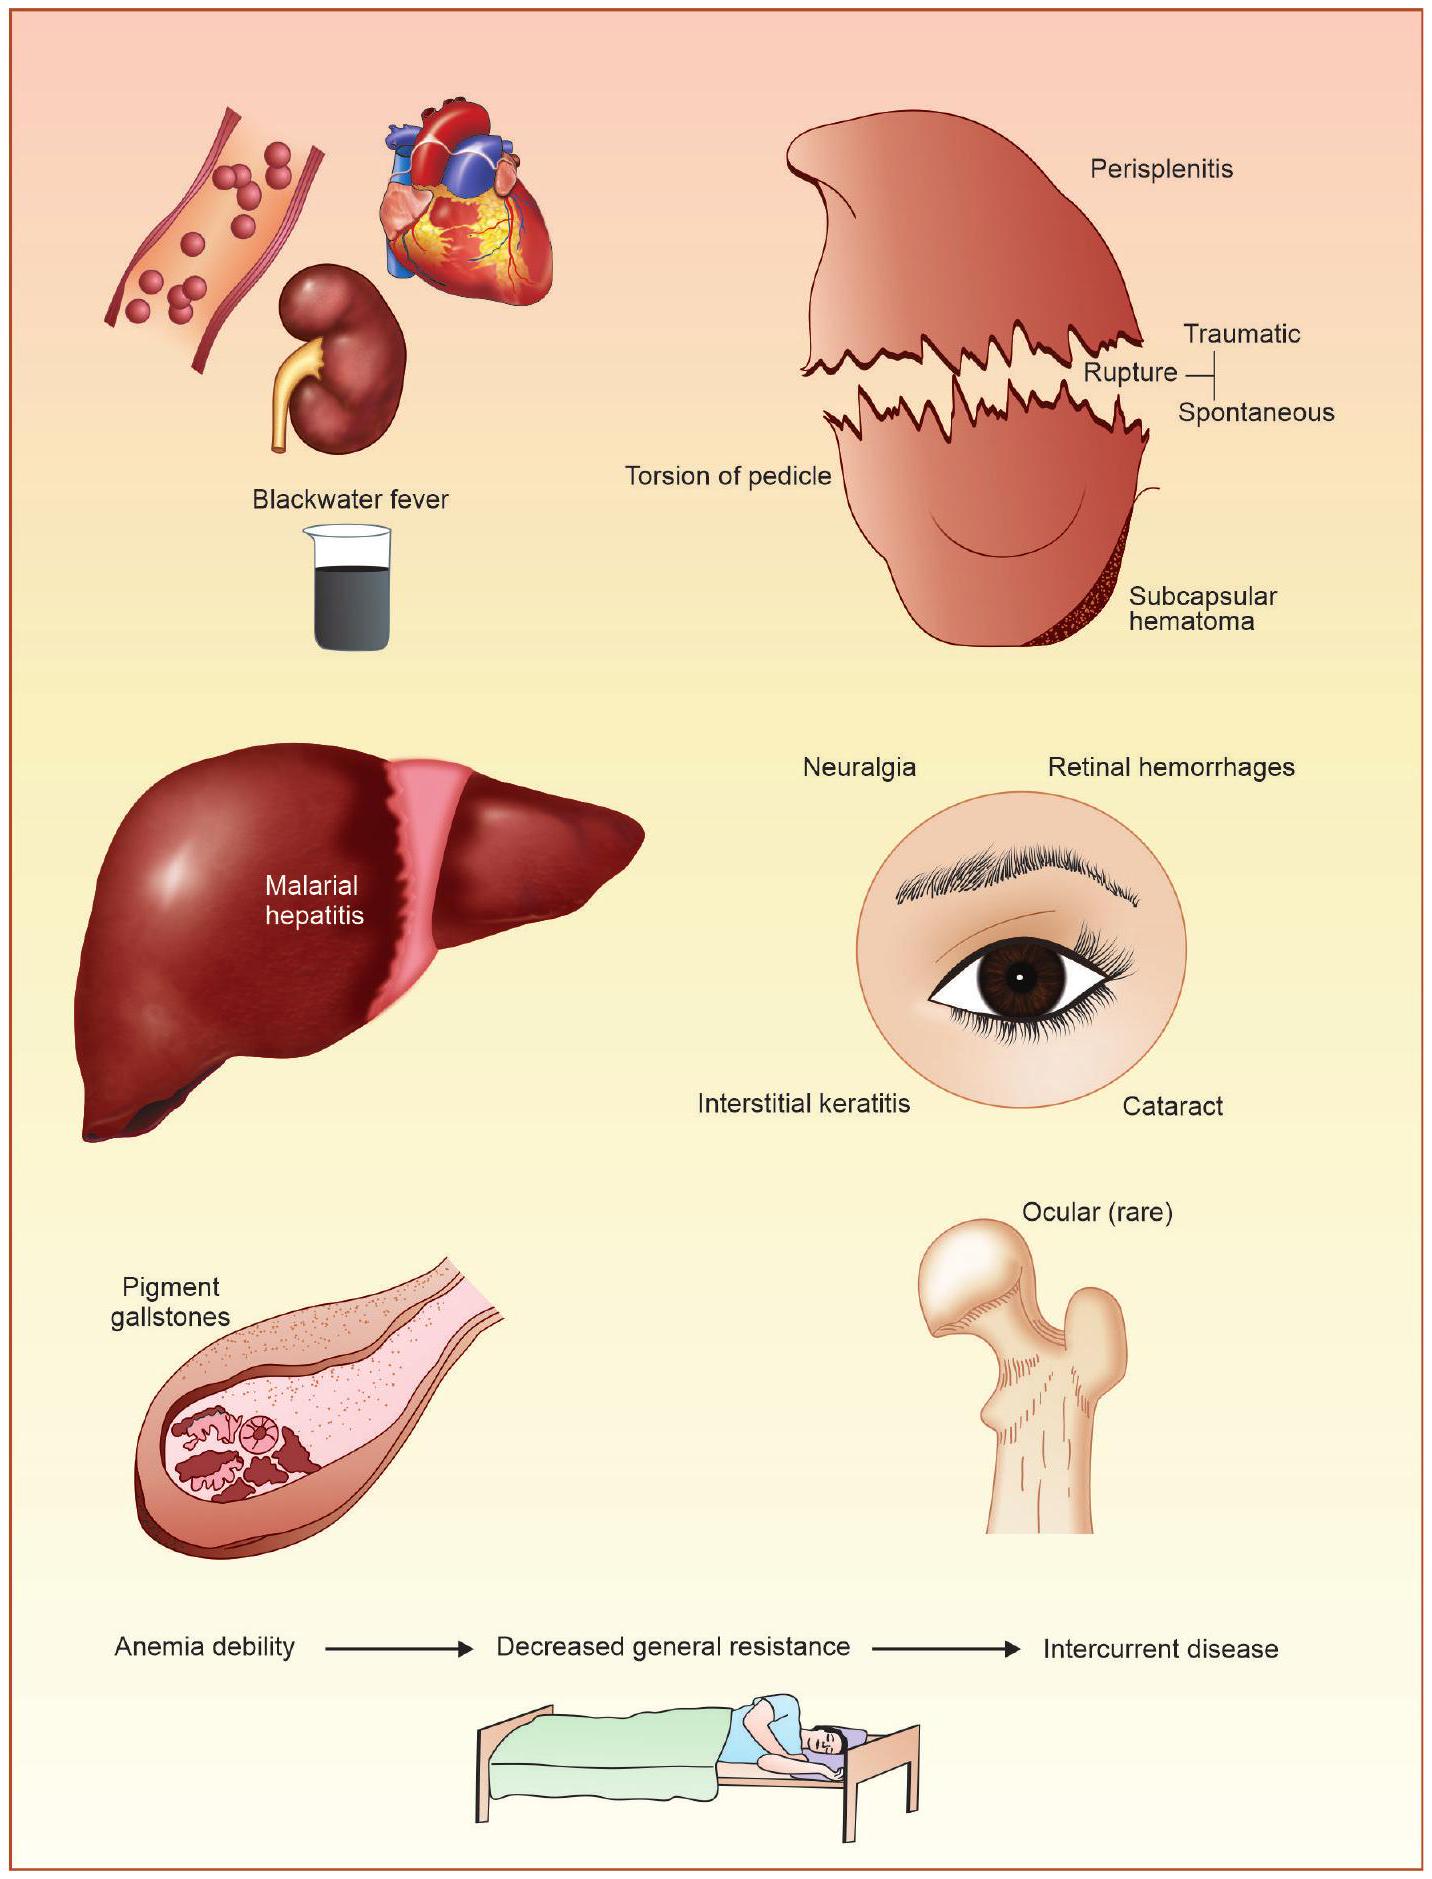 Perisplenitis
Traumatic
Rupture
Spontaneous
Torsion of pedicle
Blackwater fever
Subcapsular
hematoma
Neuralgia
Retinal hemorrhages
Malarial
hepatitis
Interstitial keratitis
Cataract
Ocular (rare)
Pigment
gallstones
Anemia debility
Decreased general resistance
Intercurrent disease